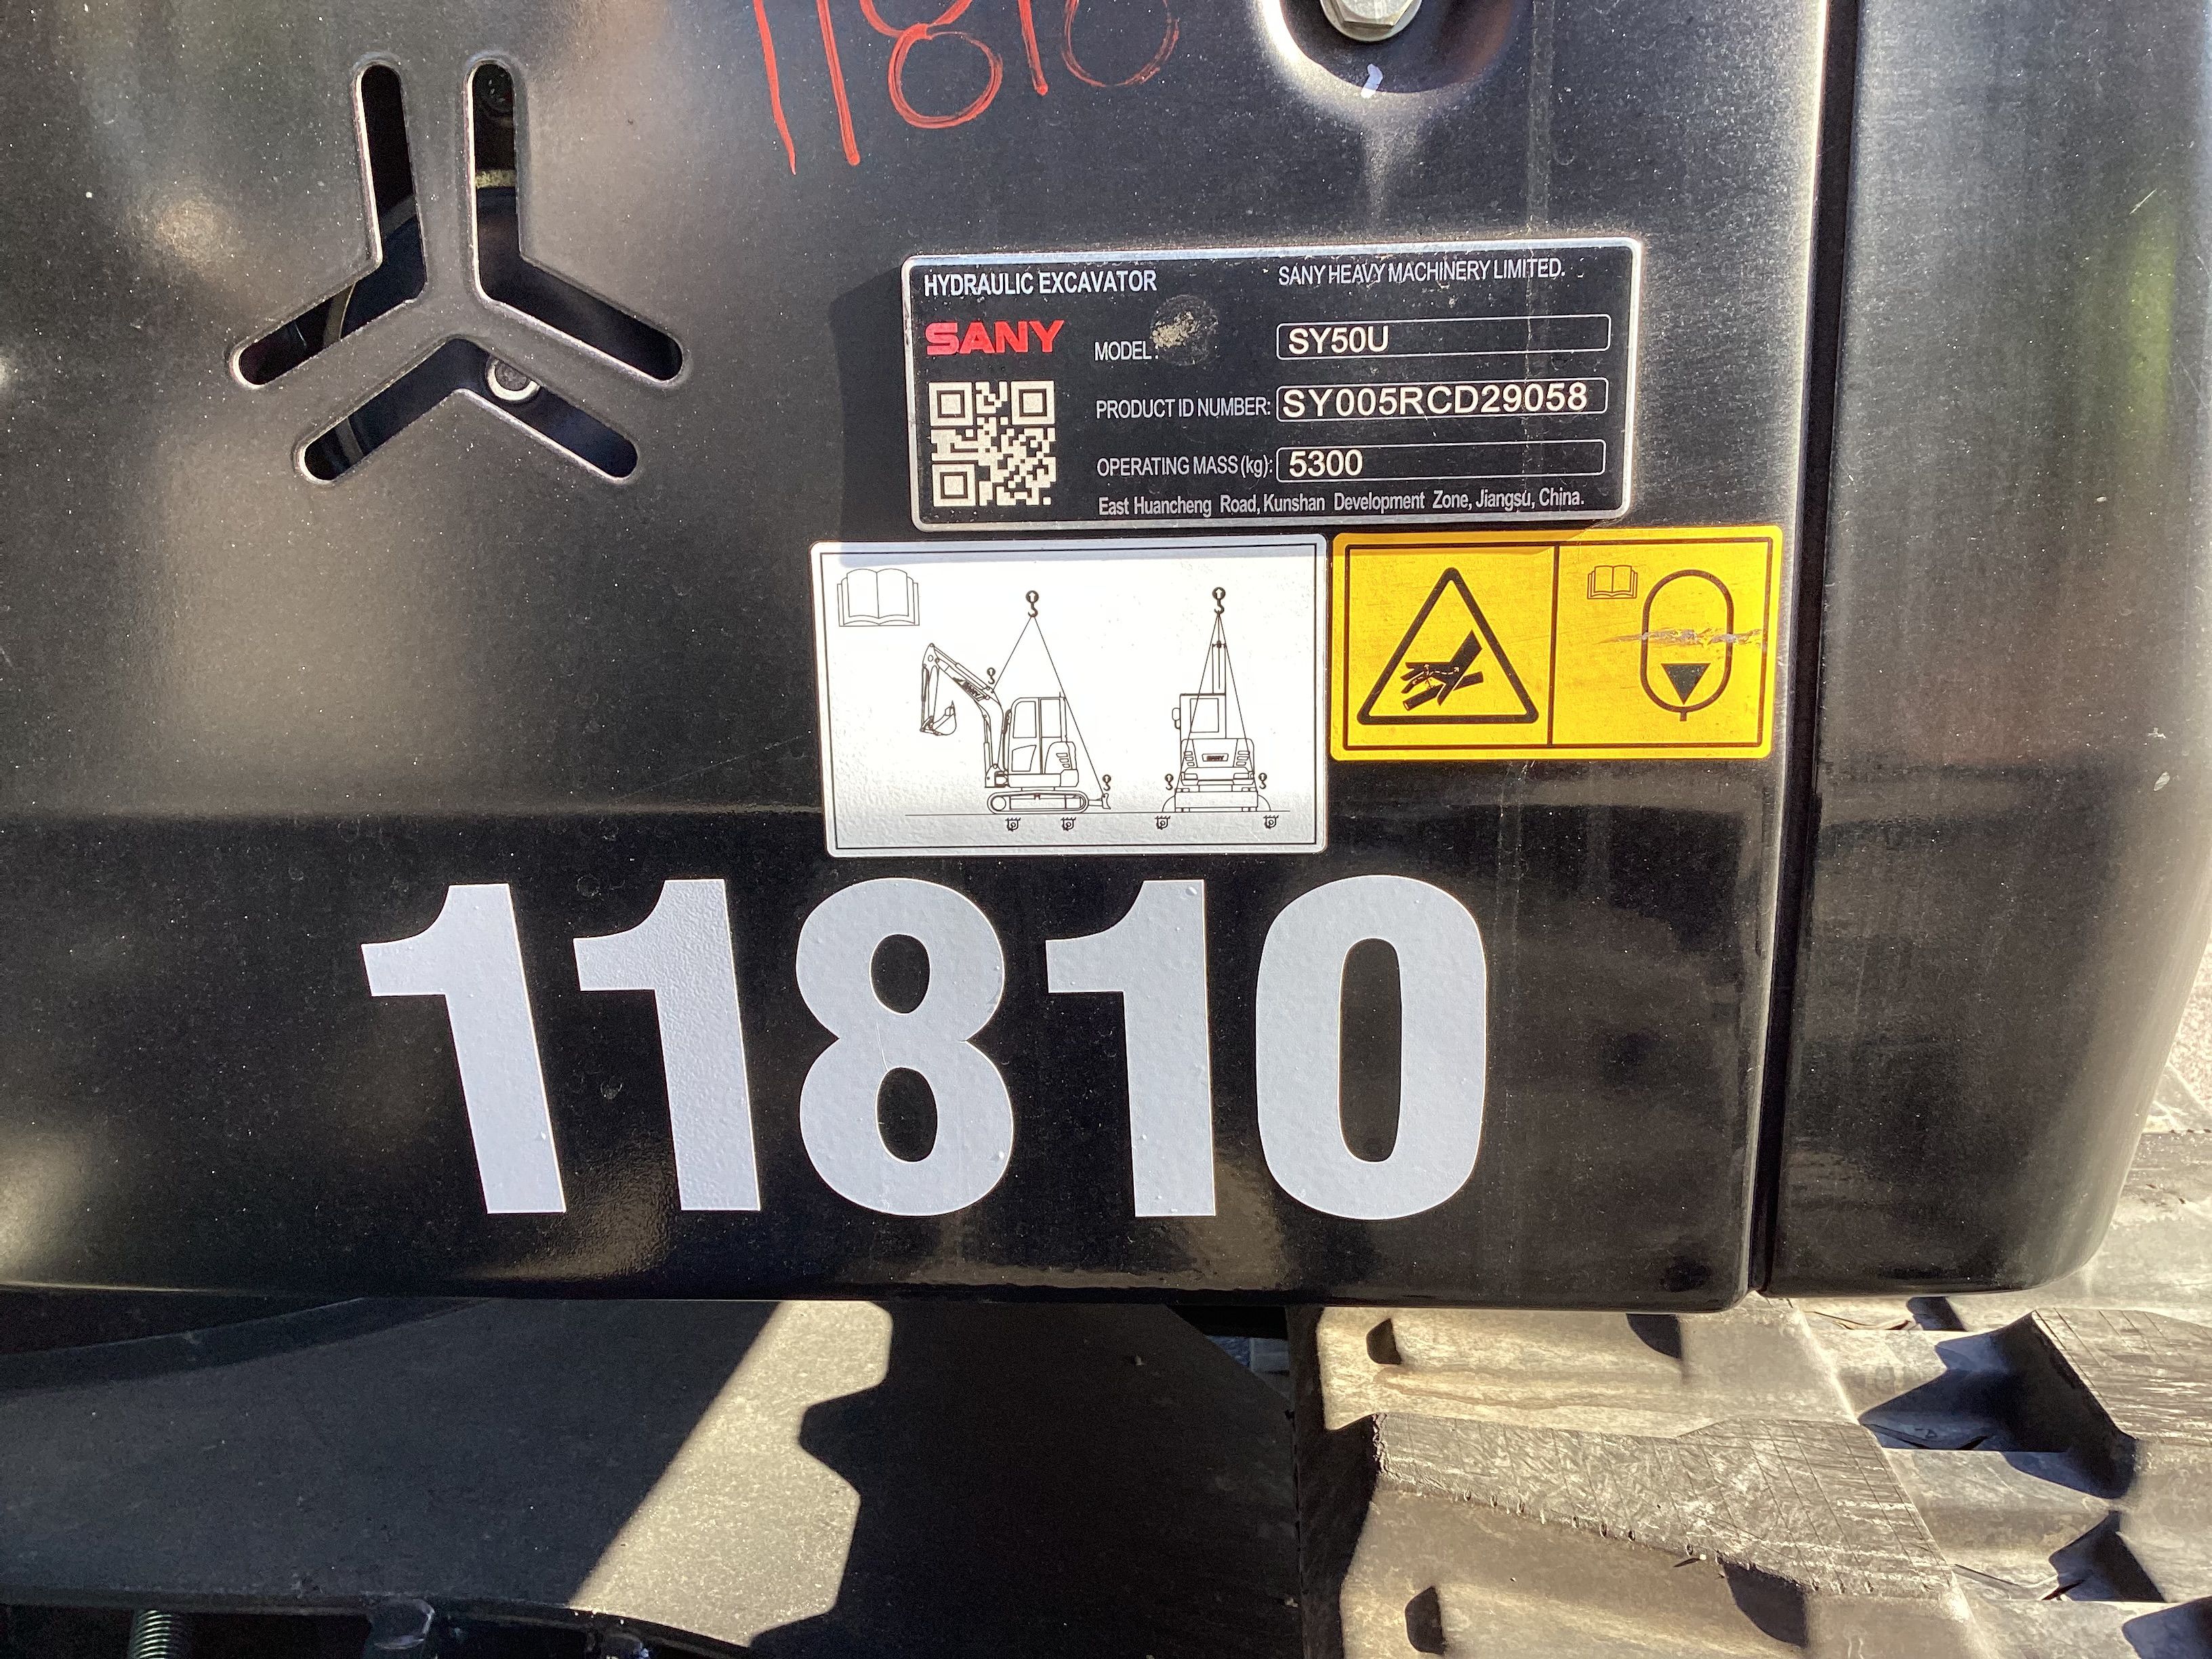 11810
HYDRAULIC EXCAVATOR
SANY HEAVY MACHINERY LIMITED.
SANY
MODEL:
SY50U
PRODUCT ID NUMBER:
SY005RCD29058
OPERATING MASS (kg):
5300
East Huancheng Road, Kunshan Development Zone, Jiangsu, China.
11810